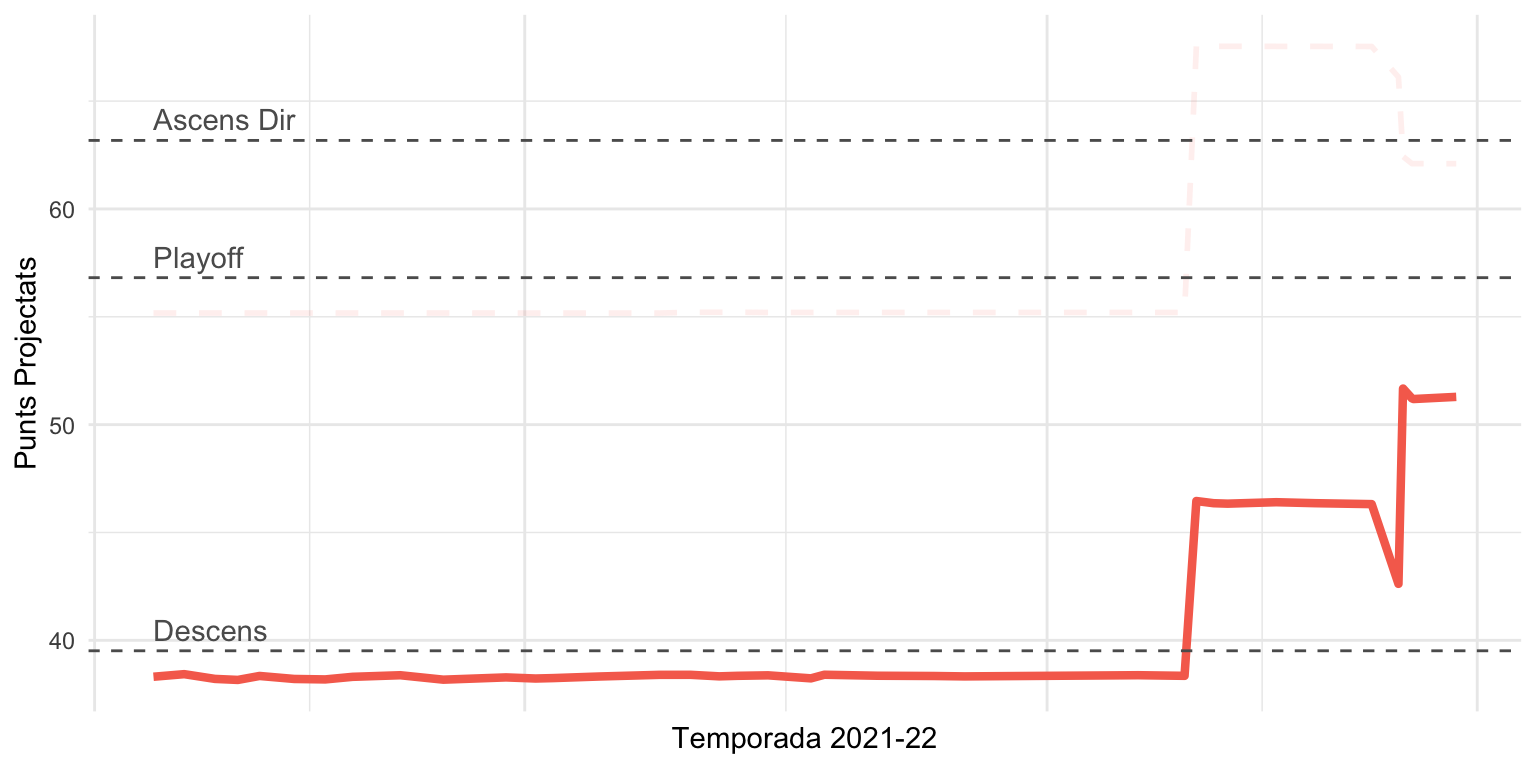 Ascens Dir
60
Playoff
50
Descens
40
Punts Projectats
Temporada 2021-22